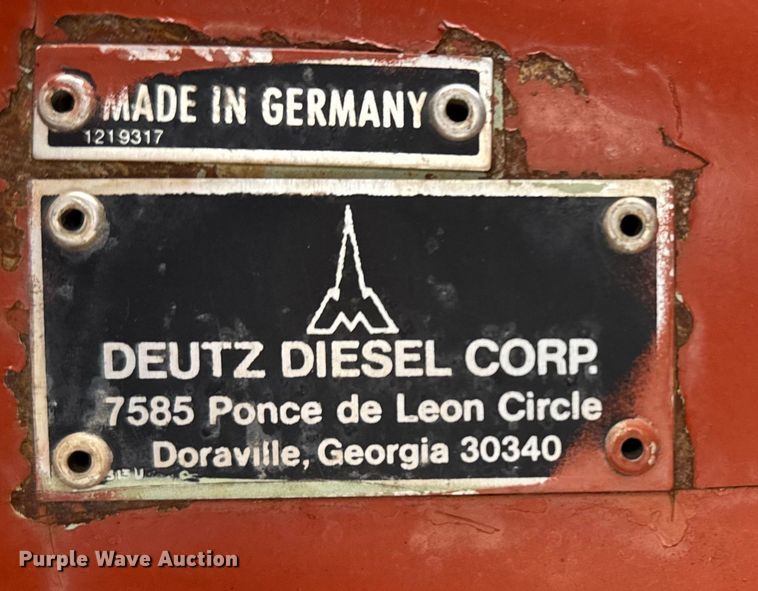 MADE IN GERMANY
1219317
DEUTZ DIESEL CORP.
7585 Ponce de Leon Circle
Doraville, Georgia 30340
Purple Wave Auction